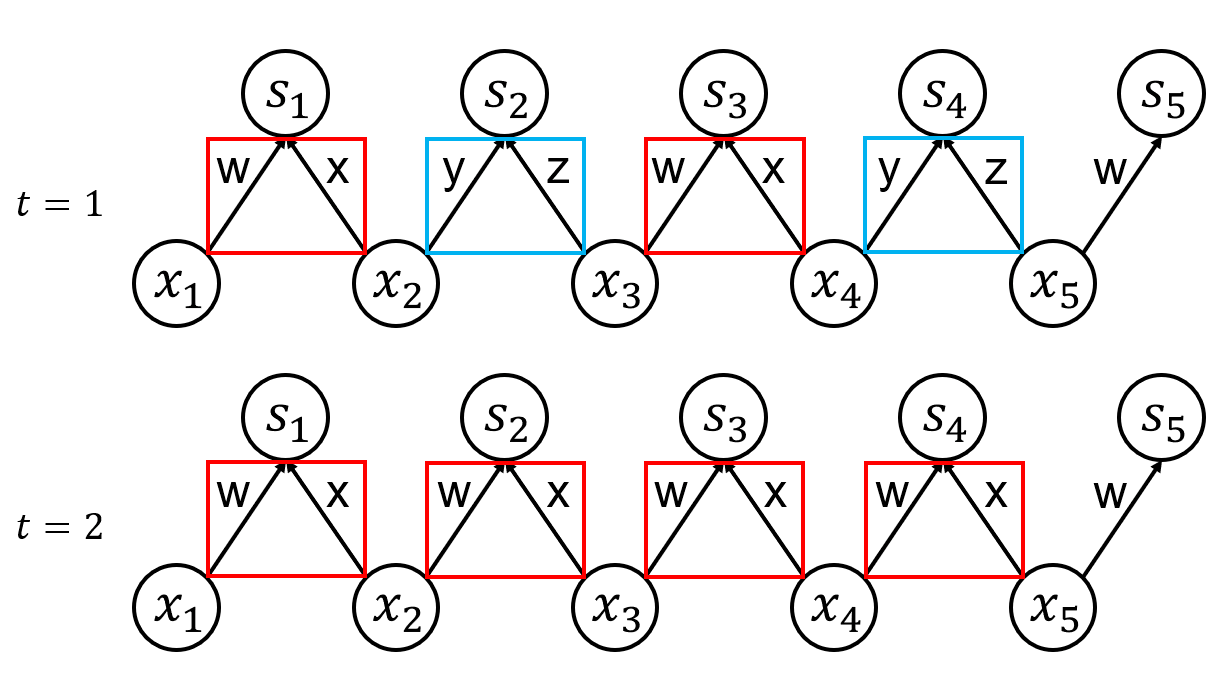 s₁ s₂ s₃ s₄ s₅
w x y z w x y z w
t = 1
x₁ x₂ x₃ x₄ x₅
s₁ s₂ s₃ s₄ s₅
w x w x w x w x w
t = 2
x₁ x₂ x₃ x₄ x₅